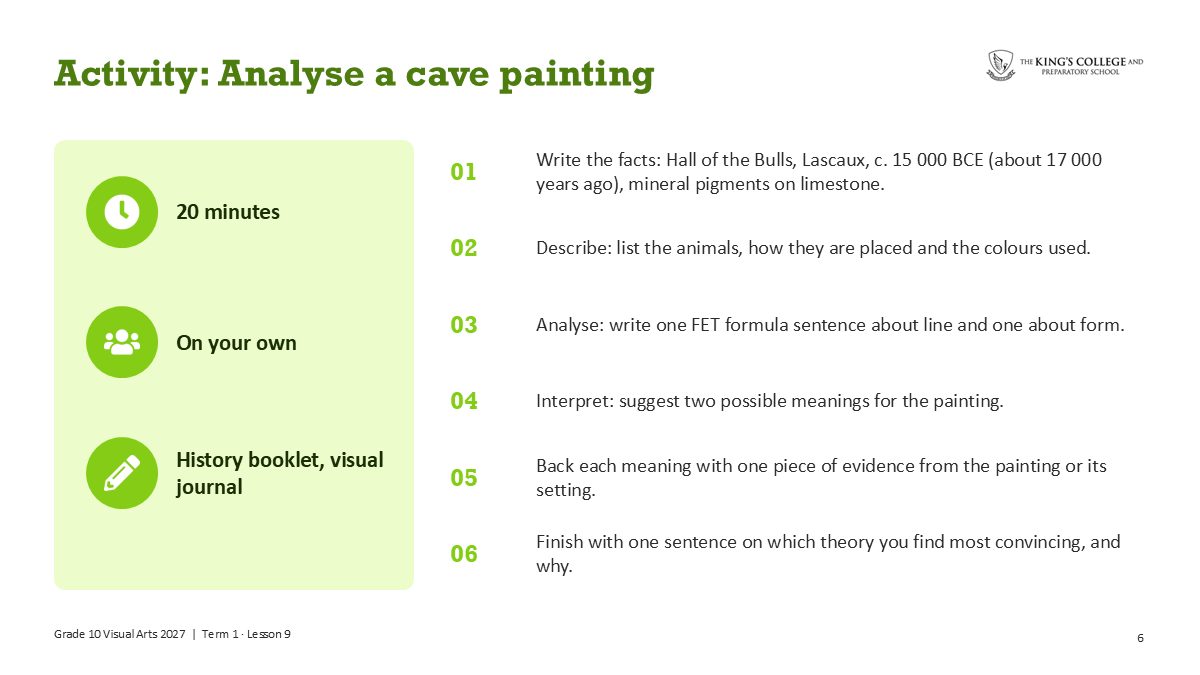 Activity: Analyse a cave painting
THE KING'S COLLEGE AND
PREPARATORY SCHOOL
20 minutes
On your own
History booklet, visual
journal
01
Write the facts: Hall of the Bulls, Lascaux, c. 15 000 BCE (about 17 000
years ago), mineral pigments on limestone.
02
Describe: list the animals, how they are placed and the colours used.
03
Analyse: write one FET formula sentence about line and one about form.
04
Interpret: suggest two possible meanings for the painting.
05
Back each meaning with one piece of evidence from the painting or its
setting.
06
Finish with one sentence on which theory you find most convincing, and
why.
Grade 10 Visual Arts 2027 | Term 1 · Lesson 9
6